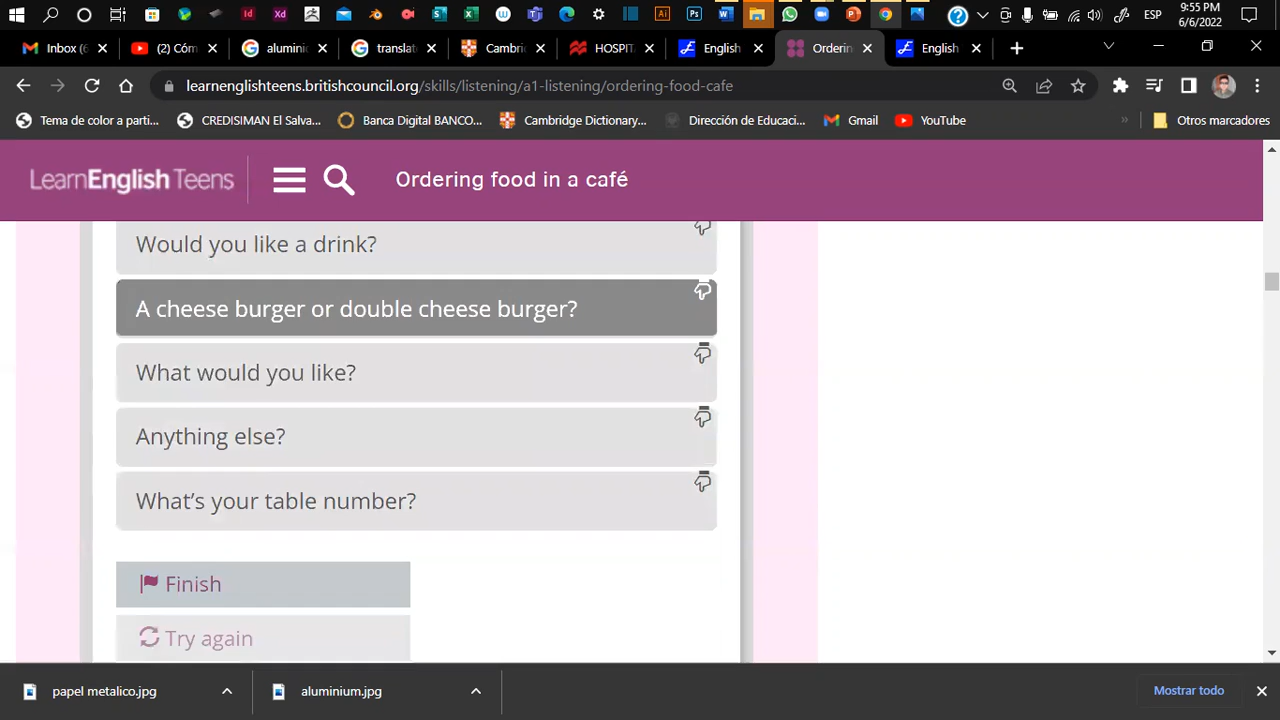 9:55 PM
ESP
6/6/2022
Inbox (6
(2) Cóm
alumini
translat
Cambri
HOSPIT
English
Orderin
English
learnenglishteens.britishcouncil.org/skills/listening/a1-listening/ordering-food-cafe
Tema de color a parti...
CREDISIMAN El Salva...
Banca Digital BANCO...
Cambridge Dictionary...
Dirección de Educaci...
Gmail
YouTube
»
Otros marcadores
LearnEnglish Teens
Ordering food in a café
Would you like a drink?
A cheese burger or double cheese burger?
What would you like?
Anything else?
What's your table number?
Finish
Try again
papel metalico.jpg
aluminium.jpg
Mostrar todo